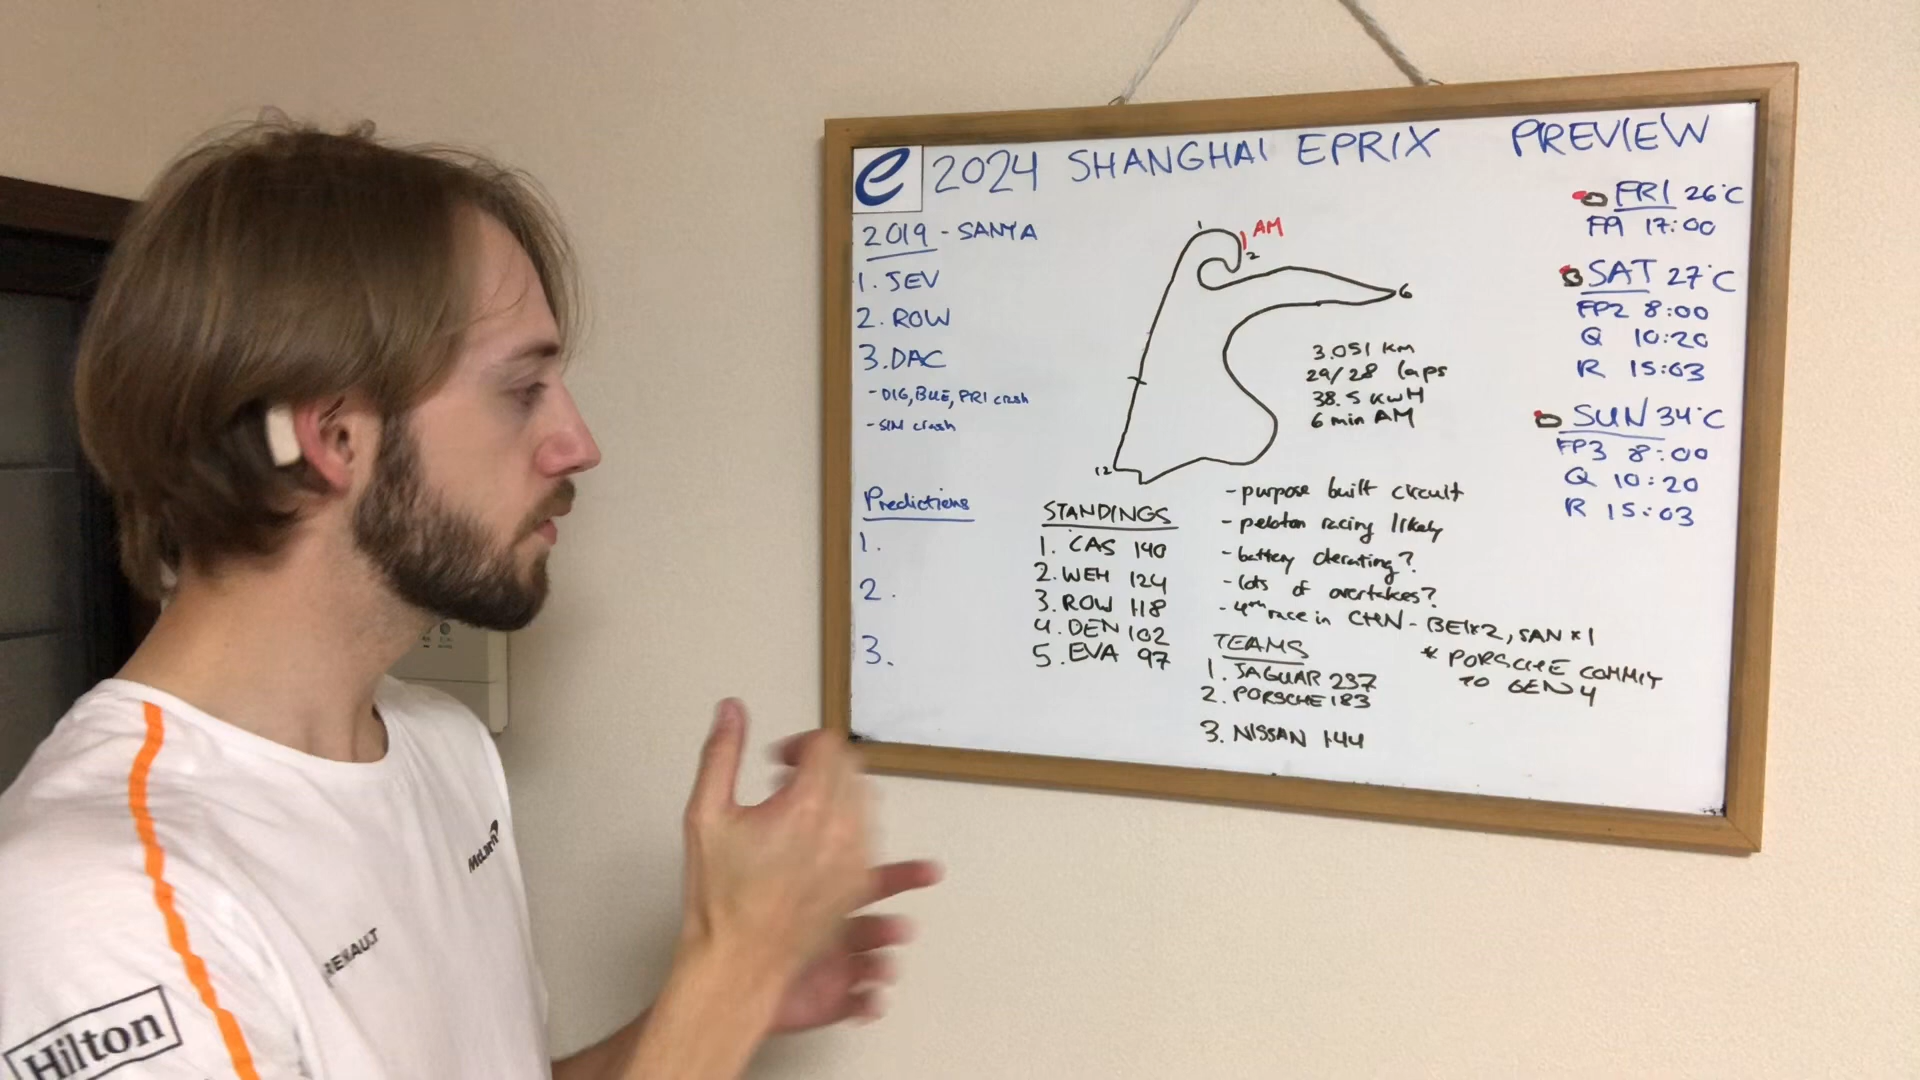 e 2024 SHANGHAI EPRIX PREVIEW
2019 - SANYA
1. JEV
2. ROW
3. DAC
- DIG, BUE, PRI crash
- SIM crash
Predictions
1.
2.
3.
1
AM
2
6
12
3.051 km
29/28 laps
38.5 kWH
6 min AM
FRI 26°C
FP1 17:00
SAT 27°C
FP2 8:00
Q 10:20
R 15:03
SUN 34°C
FP3 8:00
Q 10:20
R 15:03
STANDINGS
1. CAS 140
2. WEH 124
3. ROW 118
4. DEN 102
5. EVA 97
- purpose built circuit
- peloton racing likely
- battery derating?
- lots of overtakes?
- 4th race in CHN - BEI x2, SAN x1
* PORSCHE COMMIT
TO GEN 4
TEAMS
1. JAGUAR 237
2. PORSCHE 183
3. NISSAN 144
McLaren
RENAULT
Hilton